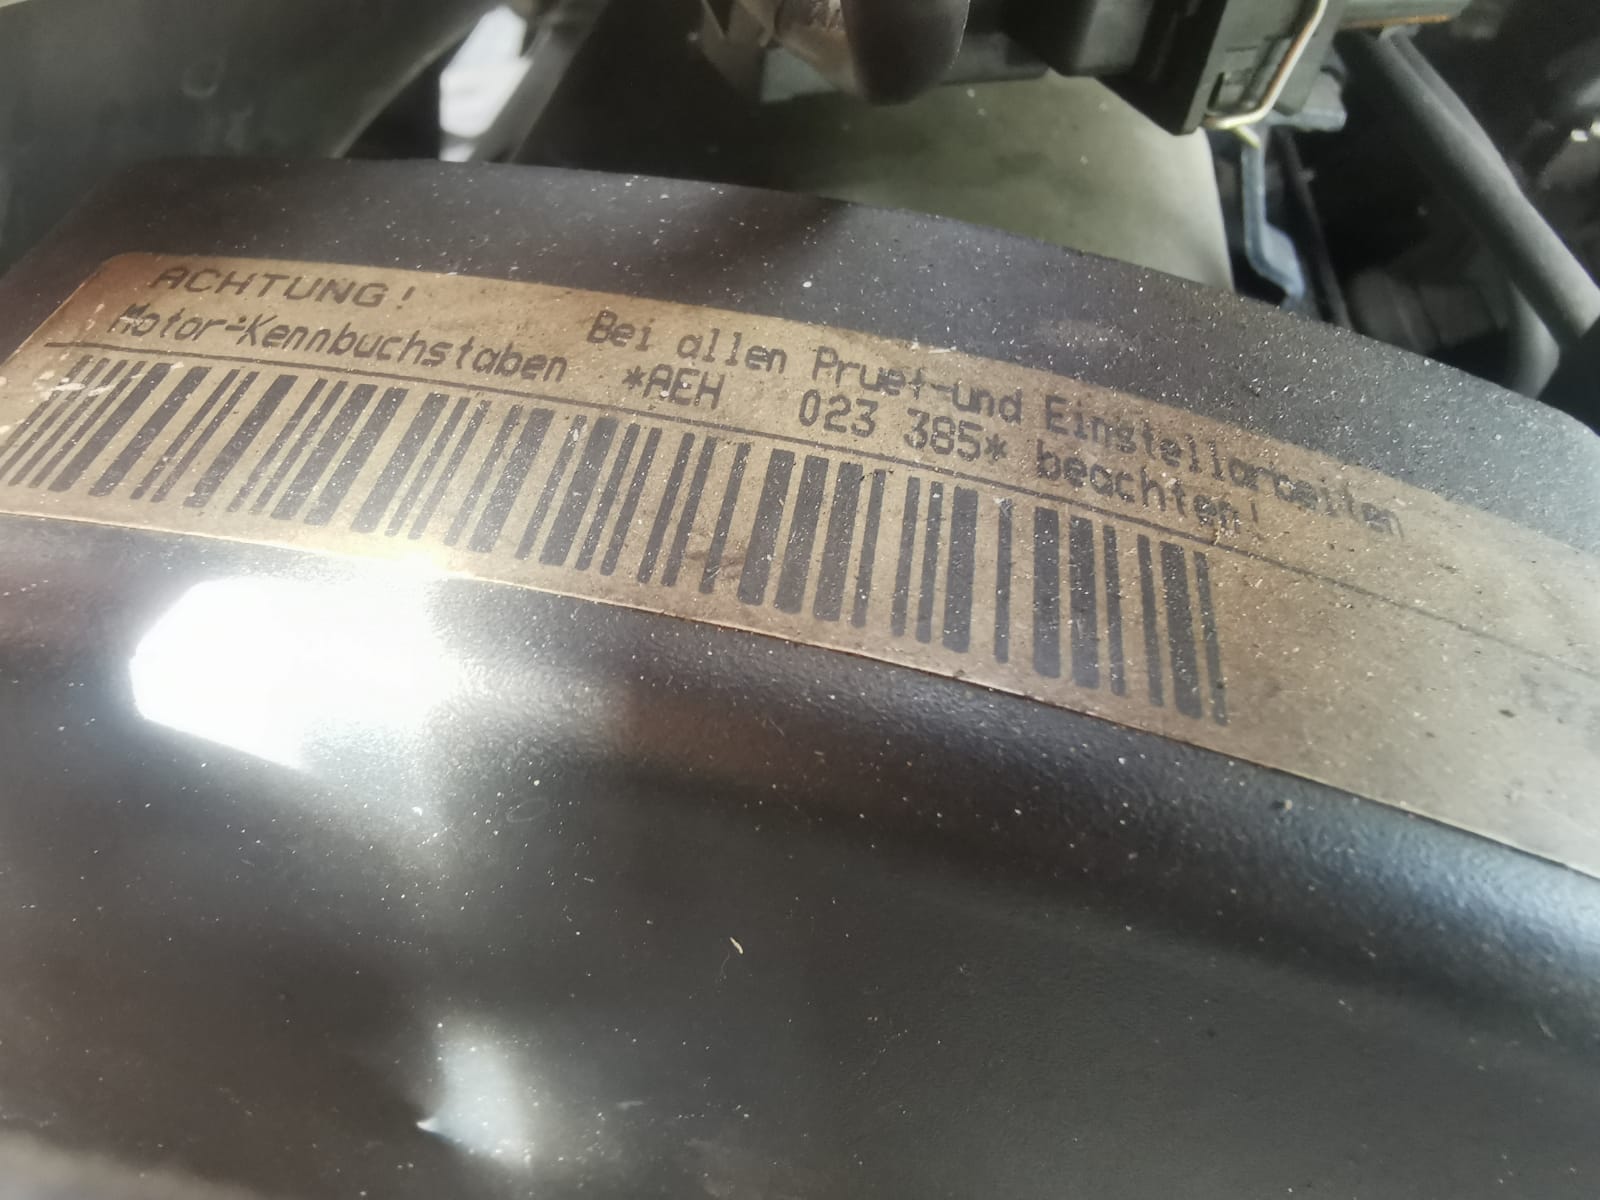 ACHTUNG! Bei allen Pruef-und Einstellarbeiten
Motor-Kennbuchstaben *AEH 023 385* beachten!